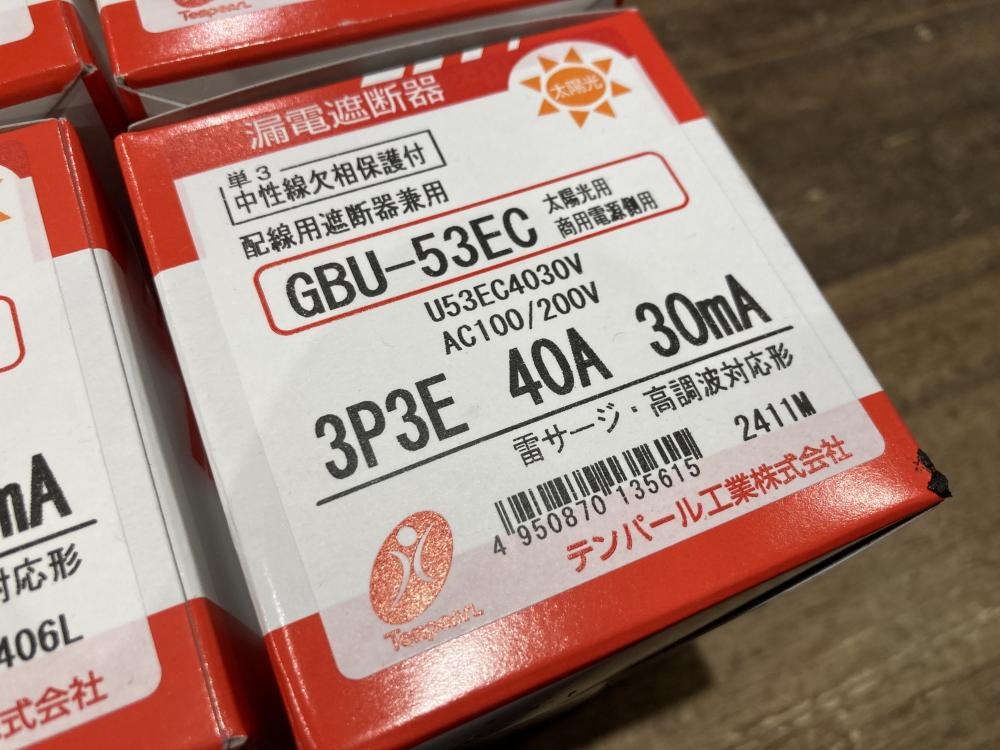 Tempearl
漏電遮断器
太陽光
単3
中性線欠相保護付
配線用遮断器兼用
GBU-53EC
太陽光用
商用電源側用
U53EC4030V
AC100/200V
3P3E 40A 30mA
雷サージ・高調波対応形
2411M
4 950870 135615
テンパール工業株式会社
Tempearl
mA
対応形
406L
式会社